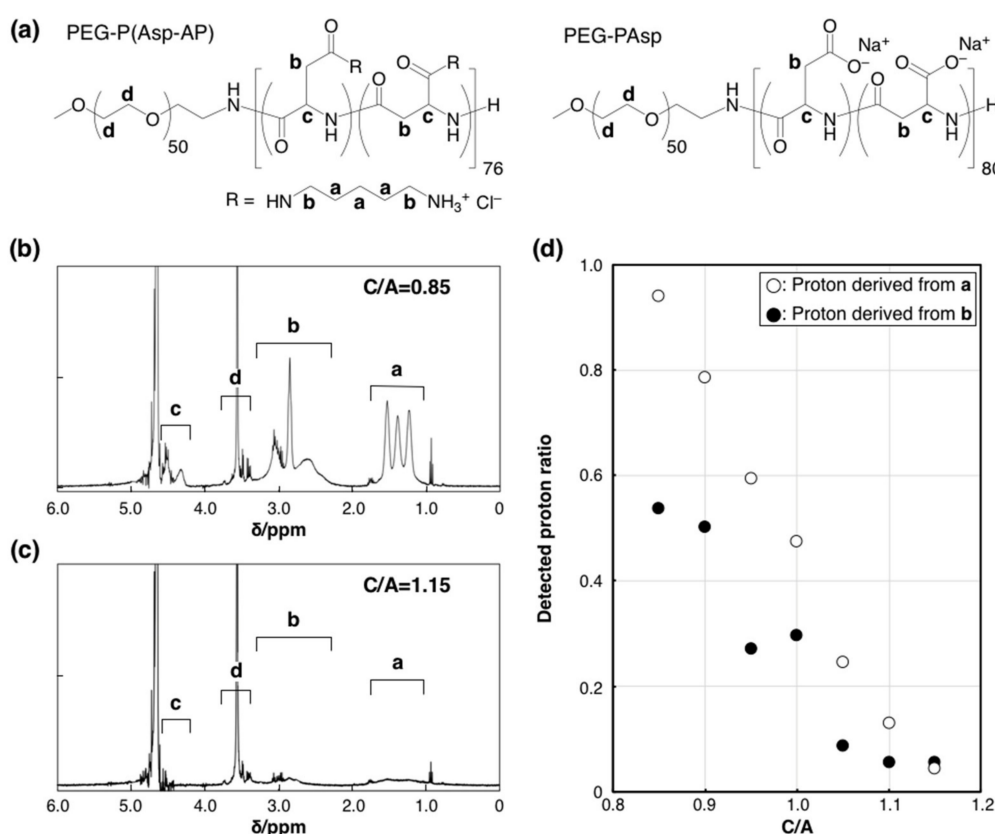 (a)
PEG-P(Asp-AP)
O
R
b
O
R
d
H
N
O
d
O
50
O
c
N
H
O
b
c
N
H
H
76
R = HN
b
a
a
a
b
NH3+ Cl−
PEG-PAsp
O
Na+
O−
b
O
Na+
O−
d
H
N
O
d
O
50
O
c
N
H
O
b
c
N
H
H
80
(b)
C/A=0.85
b
a
d
c
6.0 5.0 4.0 3.0 2.0 1.0 0
δ/ppm
(c)
C/A=1.15
b
a
d
c
6.0 5.0 4.0 3.0 2.0 1.0 0
δ/ppm
(d)
○: Proton derived from a
●: Proton derived from b
Detected proton ratio
1.0
0.8
0.6
0.4
0.2
0
0.8 0.9 1.0 1.1 1.2
C/A